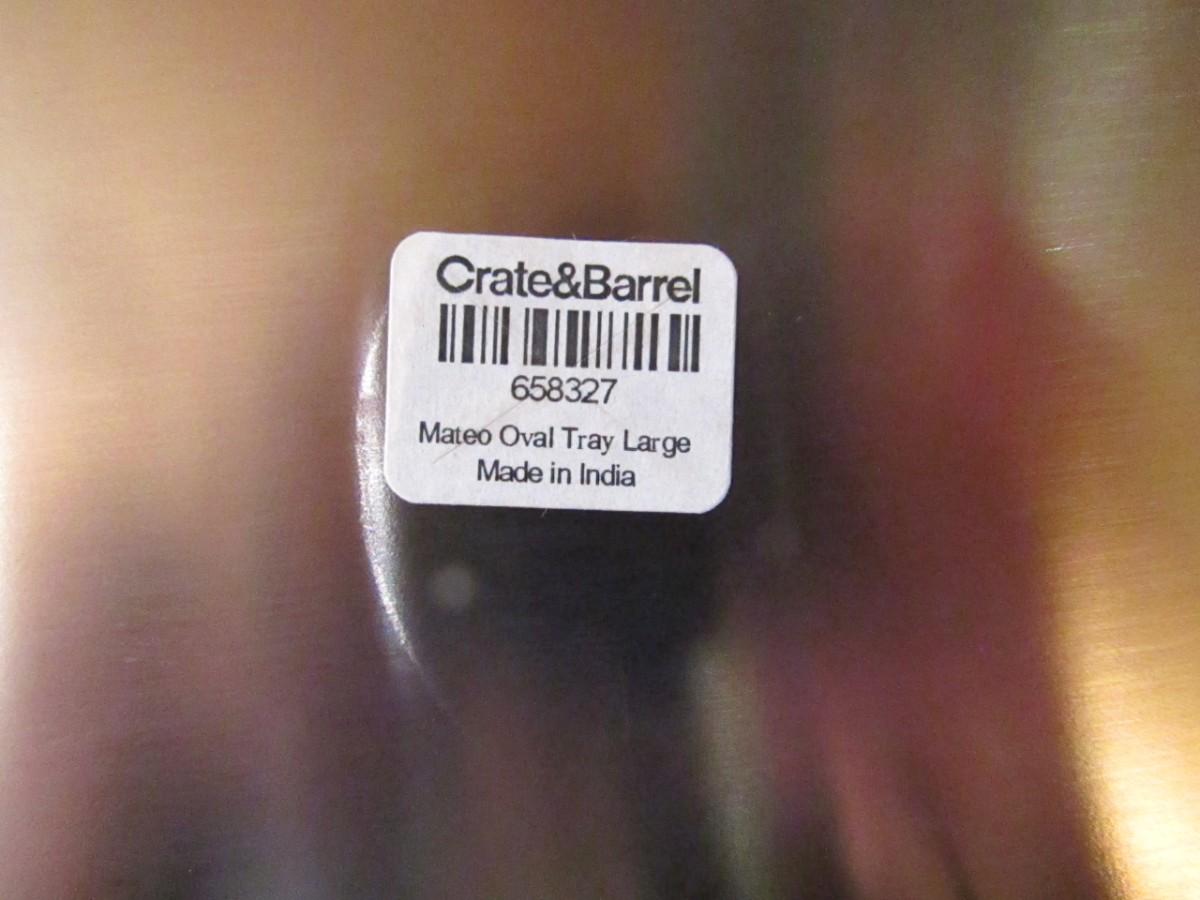 Crate&Barrel
658327
Mateo Oval Tray Large
Made in India